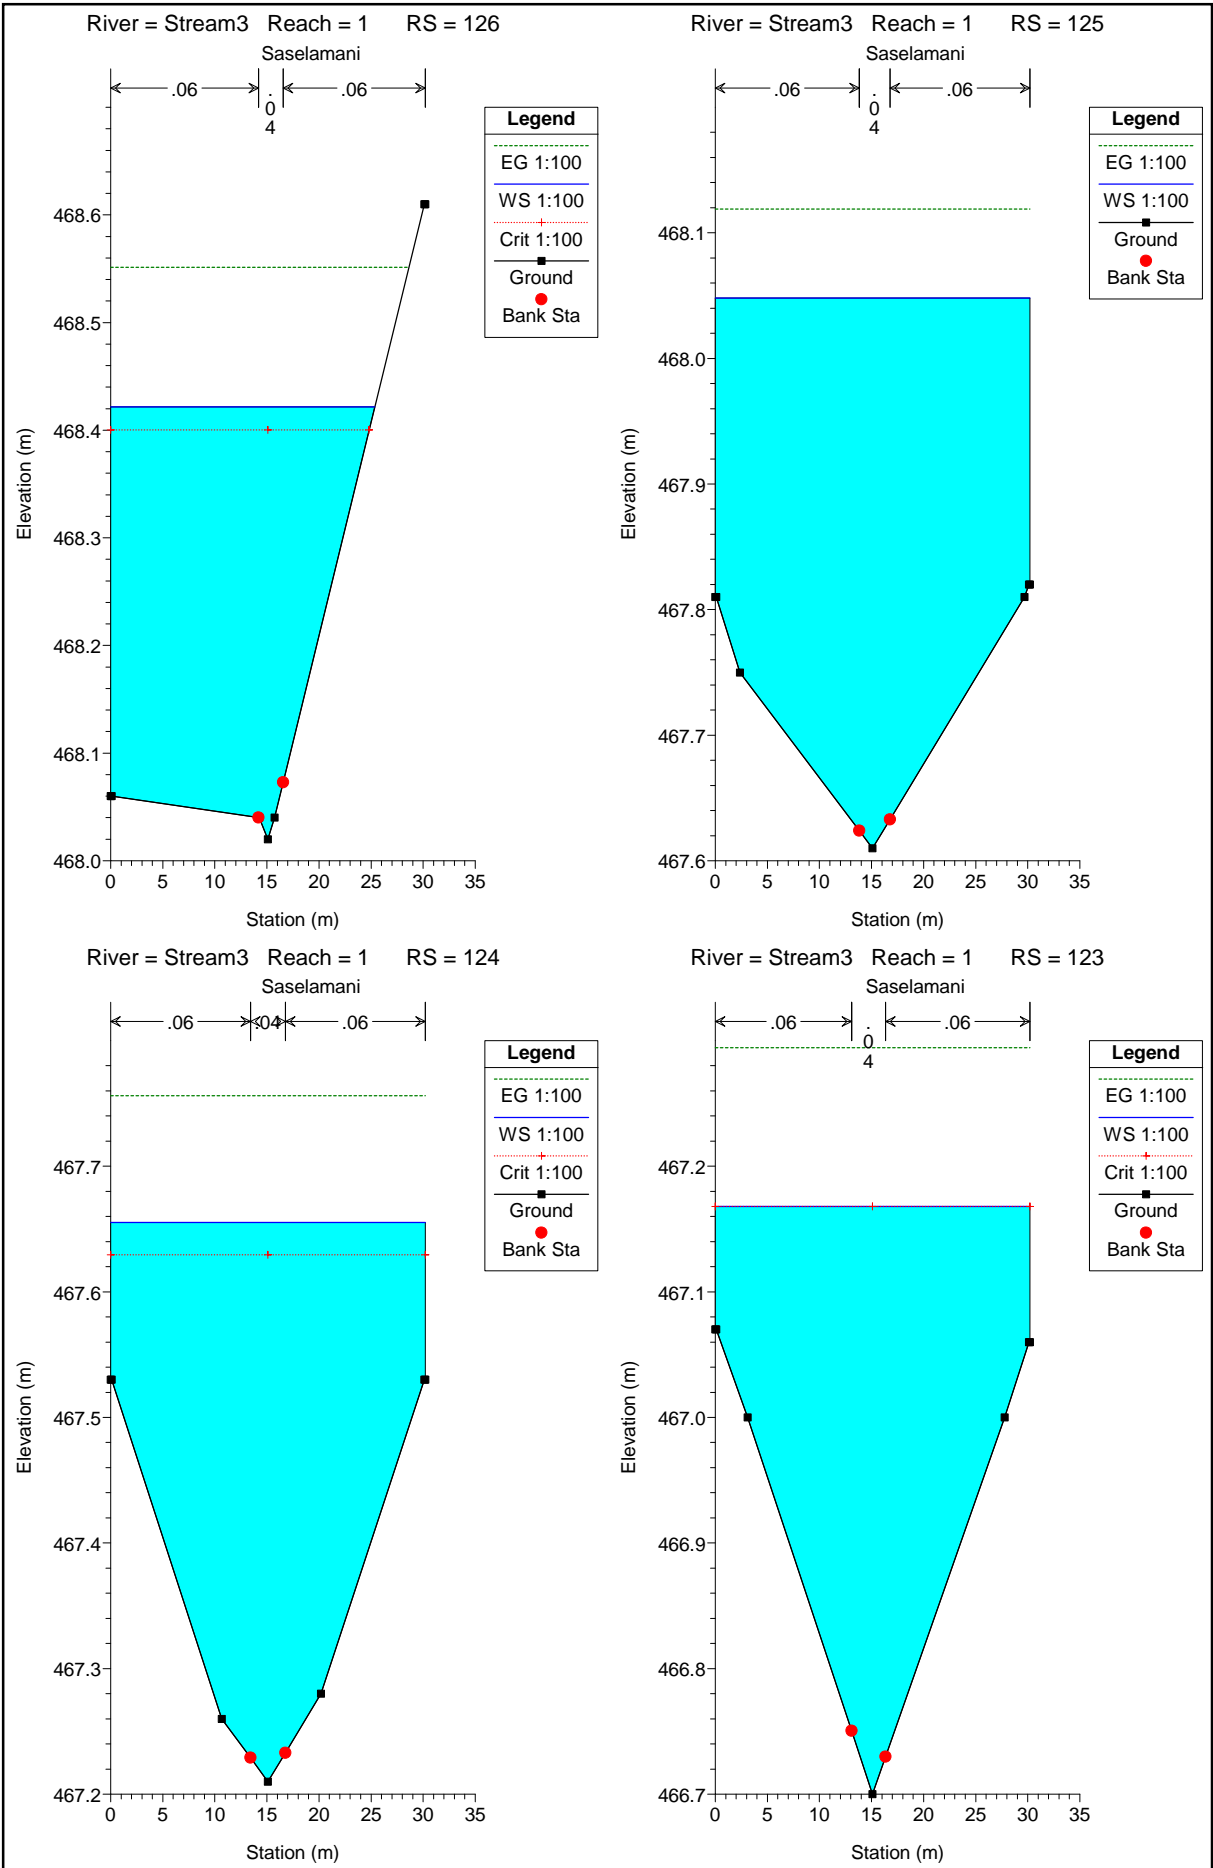 River = Stream3 Reach = 1 RS = 126
Saselamani
.06
.04
.06
Legend
EG 1:100
WS 1:100
Crit 1:100
Ground
Bank Sta
468.6
468.5
468.4
468.3
468.2
468.1
468.0
Elevation (m)
0 5 10 15 20 25 30 35
Station (m)
River = Stream3 Reach = 1 RS = 125
Saselamani
.06
.04
.06
Legend
EG 1:100
WS 1:100
Ground
Bank Sta
468.1
468.0
467.9
467.8
467.7
467.6
Elevation (m)
0 5 10 15 20 25 30 35
Station (m)
River = Stream3 Reach = 1 RS = 124
Saselamani
.06
.04
.06
Legend
EG 1:100
WS 1:100
Crit 1:100
Ground
Bank Sta
467.7
467.6
467.5
467.4
467.3
467.2
Elevation (m)
0 5 10 15 20 25 30 35
Station (m)
River = Stream3 Reach = 1 RS = 123
Saselamani
.06
.04
.06
Legend
EG 1:100
WS 1:100
Crit 1:100
Ground
Bank Sta
467.2
467.1
467.0
466.9
466.8
466.7
Elevation (m)
0 5 10 15 20 25 30 35
Station (m)